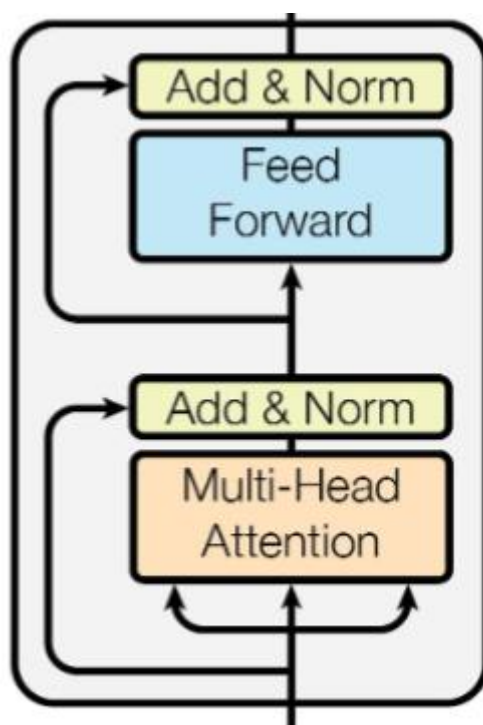 Add & Norm
Feed
Forward
Add & Norm
Multi-Head
Attention